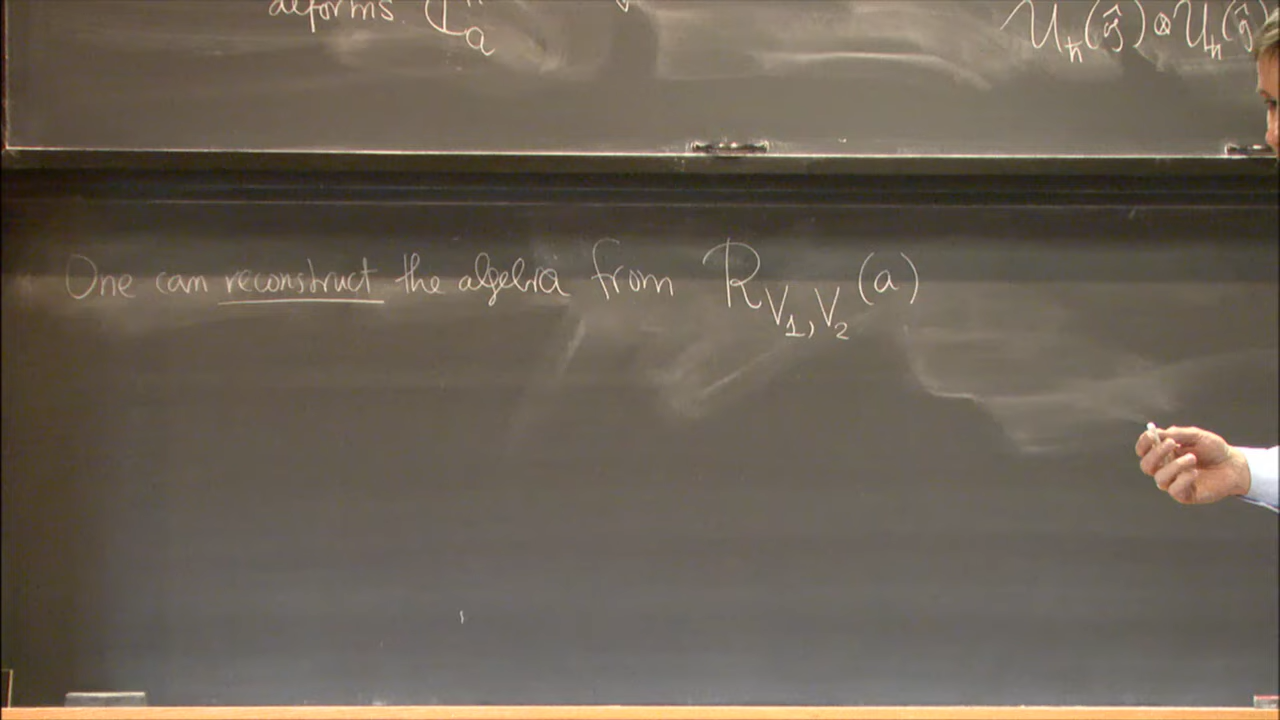 deforms
U_ħ(ĝ) ⊗ U_ħ(ĝ)
One can reconstruct the algebra from R_{V_1,V_2}(a)